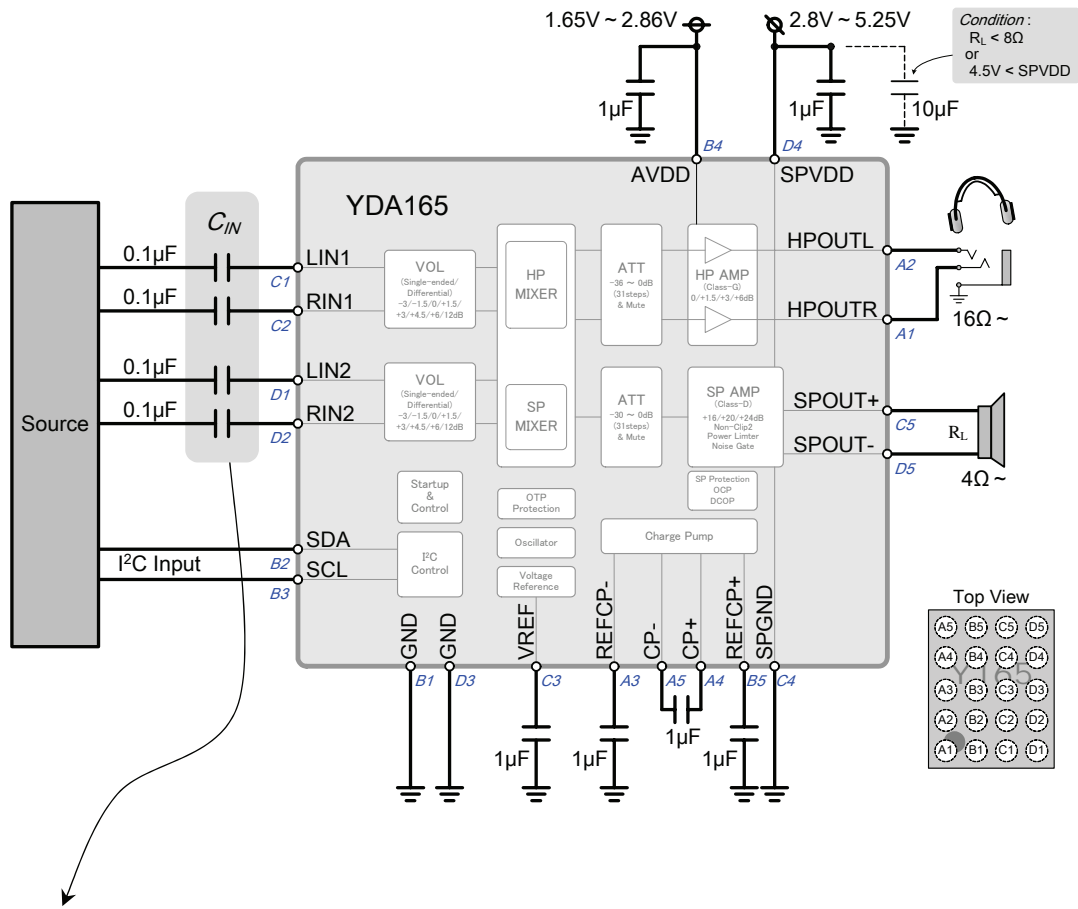 1.65V ~ 2.86V
2.8V ~ 5.25V
Condition :
R_L < 8Ω
or
4.5V < SPVDD
1µF
1µF
10µF
B4
D4
AVDD
SPVDD
YDA165
C_IN
0.1µF
LIN1
C1
0.1µF
RIN1
C2
0.1µF
LIN2
D1
0.1µF
RIN2
D2
Source
VOL
(Single-ended/
Differential)
-3/-1.5/0/+1.5/
+3/+4.5/+6/12dB
HP
MIXER
ATT
-36 ~ 0dB
(31steps)
& Mute
HP AMP
(Class-G)
0/+1.5/+3/+6dB
HPOUTL
A2
HPOUTR
A1
16Ω ~
VOL
(Single-ended/
Differential)
-3/-1.5/0/+1.5/
+3/+4.5/+6/12dB
SP
MIXER
ATT
-30 ~ 0dB
(31steps)
& Mute
SP AMP
(Class-D)
+16/+20/+24dB
Non-Clip2
Power Limter
Noise Gate
SPOUT+
C5
R_L
SPOUT-
D5
4Ω ~
Startup
&
Control
OTP
Protection
SP Protection
OCP
DCOP
SDA
B2
I²C Input
SCL
B3
I²C
Control
Oscillator
Voltage
Reference
Charge Pump
GND
B1
GND
D3
VREF
C3
REFCP-
A3
CP-
A5
CP+
A4
REFCP+
B5
SPGND
C4
1µF
1µF
1µF
1µF
Top View
A5 B5 C5 D5
A4 B4 C4 D4
Y165
A3 B3 C3 D3
A2 B2 C2 D2
A1 B1 C1 D1